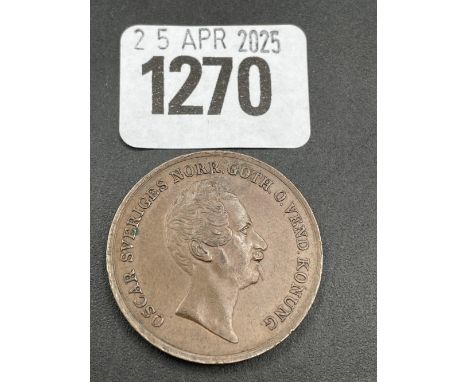 25 APR 2025
1270
OSCAR SVERIGES NORR. GOTH. O. VEND. KONUNG